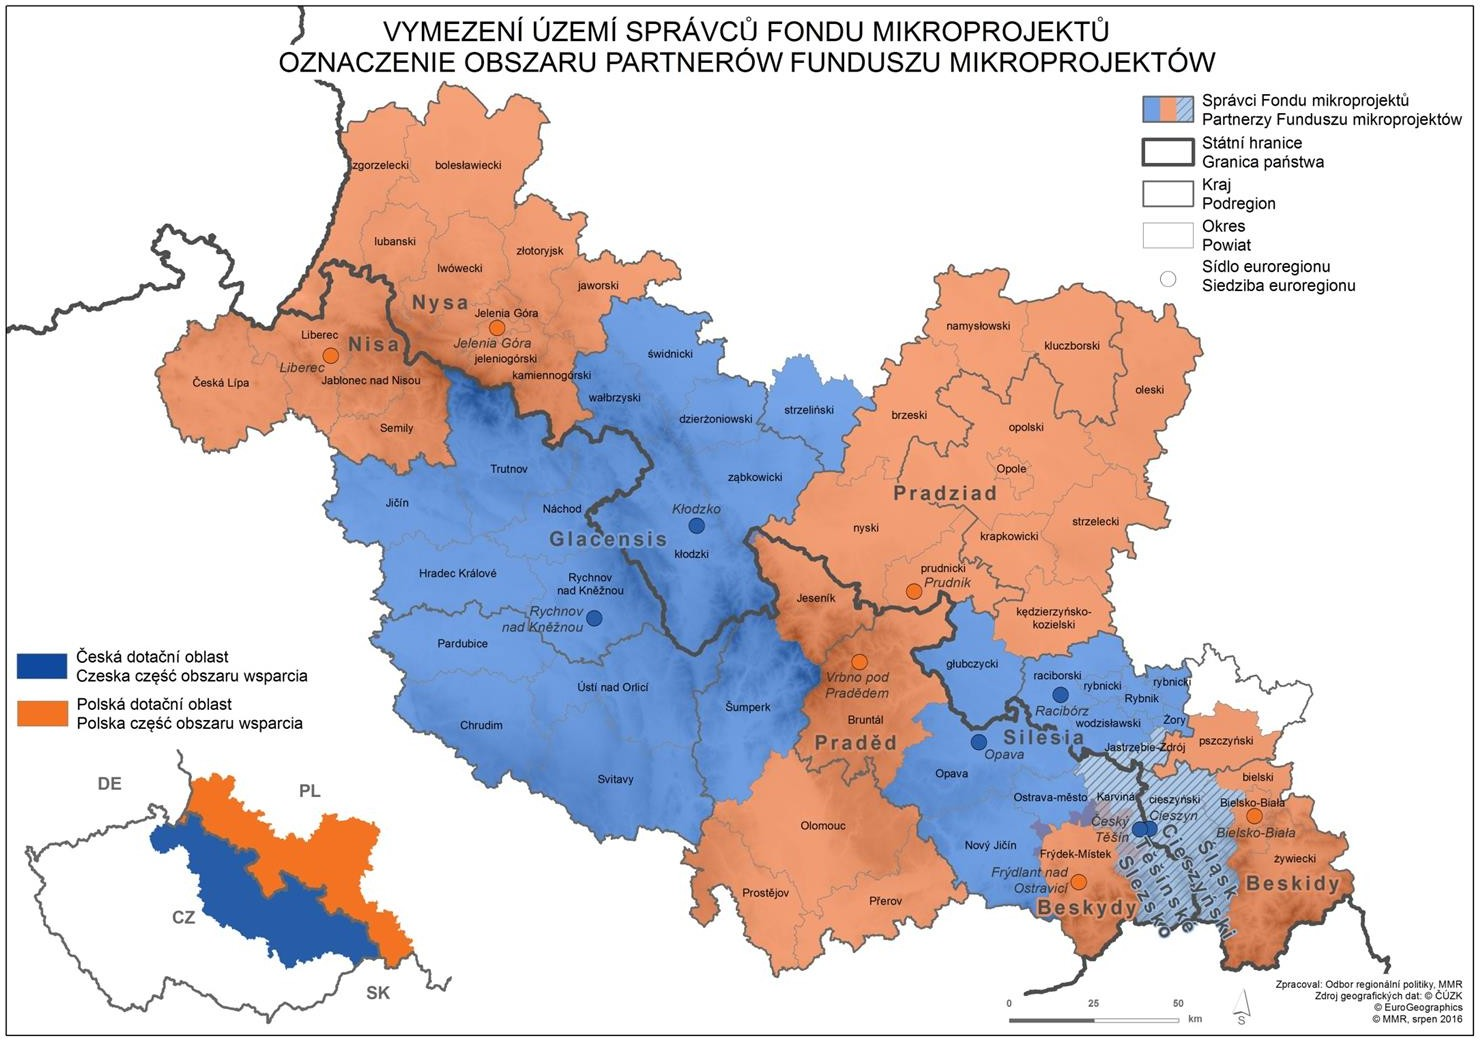 VYMEZENÍ ÚZEMÍ SPRÁVCŮ FONDU MIKROPROJEKTŮ
OZNACZENIE OBSZARU PARTNERÓW FUNDUSZU MIKROPROJEKTÓW
Správci Fondu mikroprojektů
Partnerzy Funduszu mikroprojektów
Státní hranice
Granica państwa
Kraj
Podregion
Okres
Powiat
Sídlo euroregionu
Siedziba euroregionu
zgorzelecki
bolesławiecki
lubanski
lwówecki
złotoryjsk
jaworski
Nysa
Jelenia Góra
Jelenia Góra
jeleniogórski
kamiennogórski
Liberec
Nisa
Liberec
Jablonec nad Nisou
Česká Lípa
Semily
świdnicki
wałbrzyski
dzierżoniowski
strzeliński
ząbkowicki
Kłodzko
kłodzki
Trutnov
Jičín
Náchod
Glacensis
Hradec Králové
Rychnov
nad Kněžnou
Rychnov
nad Kněžnou
Pardubice
Ústí nad Orlicí
Chrudim
Svitavy
Šumperk
namysłowski
kluczborski
oleski
brzeski
opolski
Opole
Pradziad
nyski
strzelecki
krapkowicki
prudnicki
Prudnik
kędzierzyńsko-
kozielski
Jeseník
Vrbno pod
Pradědem
Bruntál
Praděd
głubczycki
raciborski
Racibórz
rybnicki
rybnicki
Rybnik
wodzisławski
Żory
Jastrzębie-Zdrój
Silesia
Opava
Opava
pszczyński
bielski
Bielsko-Biała
Bielsko-Biała
Ostrava-město
Karviná
cieszyński
Český
Těšín
Cieszyn
Nový Jičín
Frýdek-Místek
Frýdlant nad
Ostravicí
Beskydy
Těšínské
Slezsko
Śląsk
Cieszyński
żywiecki
Beskidy
Olomouc
Prostějov
Přerov
Česká dotační oblast
Czeska część obszaru wsparcia
Polská dotační oblast
Polska część obszaru wsparcia
DE
PL
CZ
SK
0 25 50
km
S
Zpracoval: Odbor regionální politiky, MMR
Zdroj geografických dat: © ČÚZK
© EuroGeographics
© MMR, srpen 2016